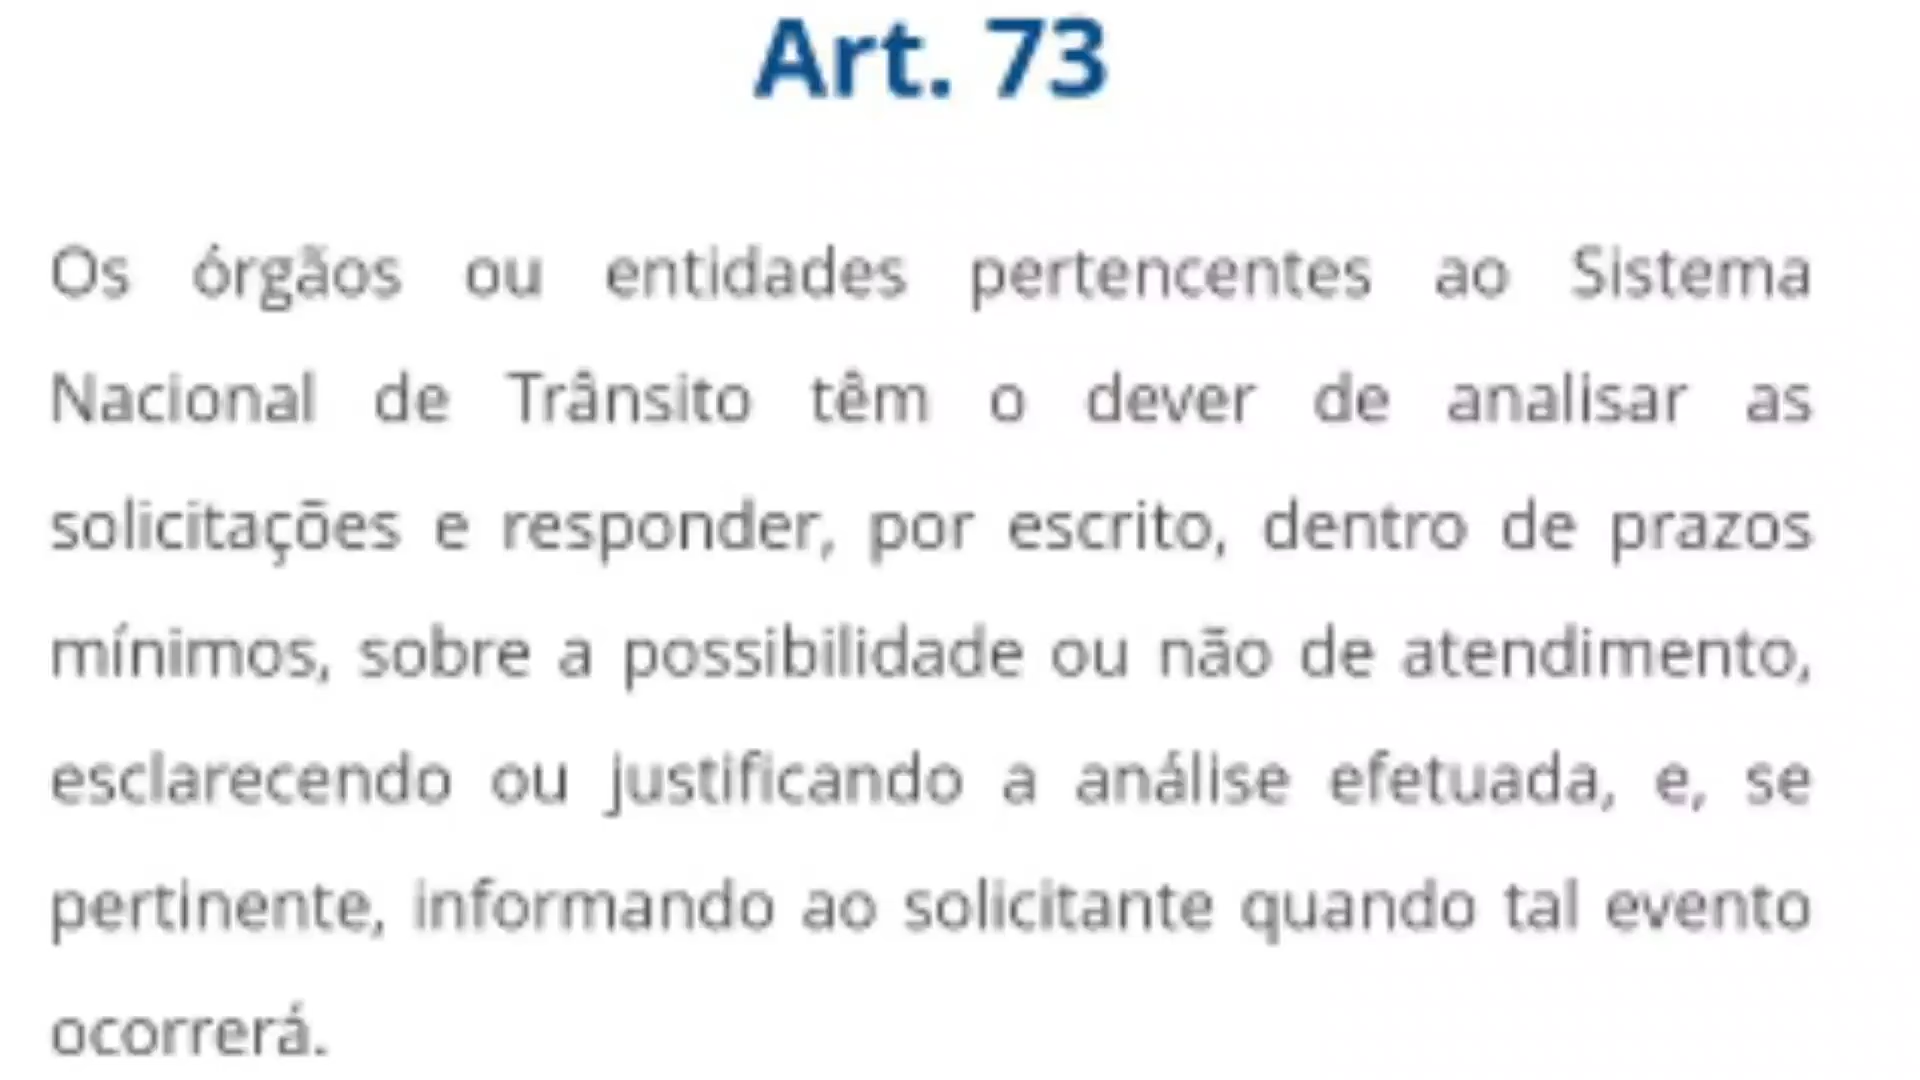 Art. 73
Os órgãos ou entidades pertencentes ao Sistema
Nacional de Trânsito têm o dever de analisar as
solicitações e responder, por escrito, dentro de prazos
mínimos, sobre a possibilidade ou não de atendimento,
esclarecendo ou justificando a análise efetuada, e, se
pertinente, informando ao solicitante quando tal evento
ocorrerá.